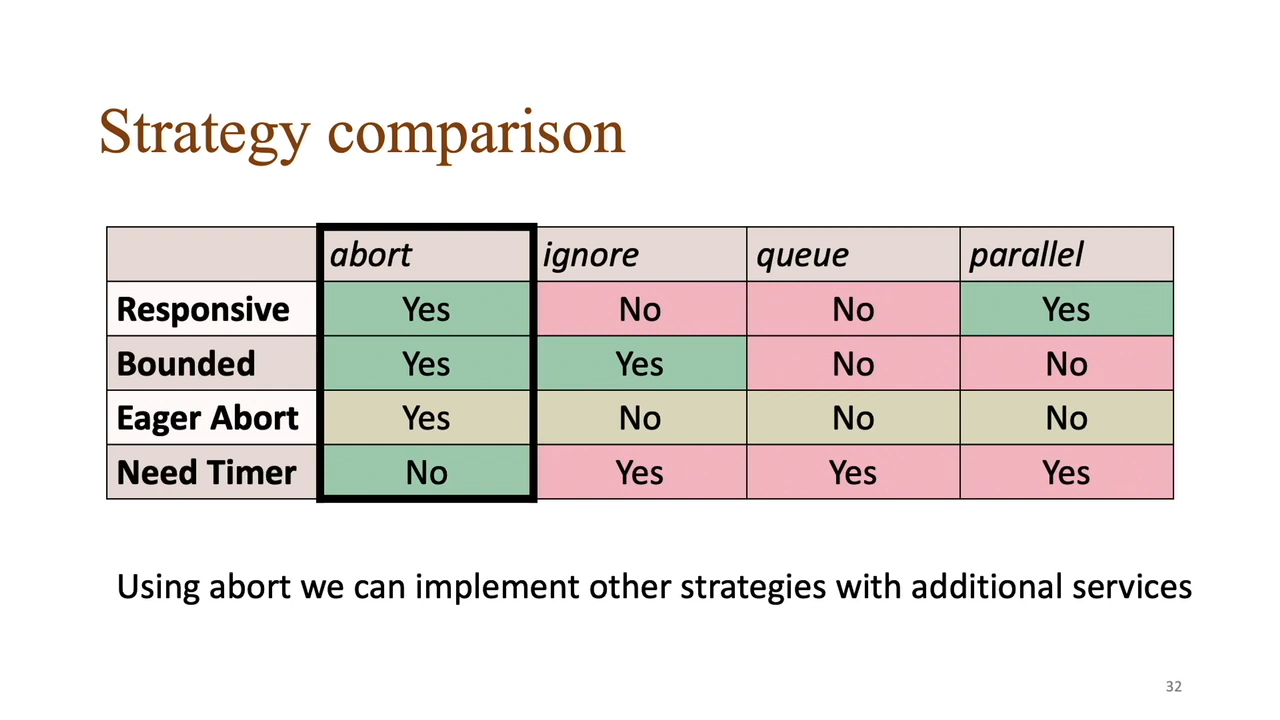 Strategy comparison
abort ignore queue parallel
Responsive Yes No No Yes
Bounded Yes Yes No No
Eager Abort Yes No No No
Need Timer No Yes Yes Yes
Using abort we can implement other strategies with additional services
32